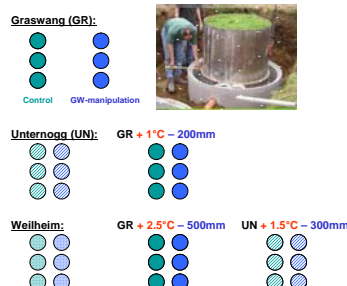 Graswang (GR):
Control GW-manipulation
Unternogg (UN): GR + 1°C – 200mm
Weilheim: GR + 2.5°C – 500mm UN + 1.5°C – 300mm